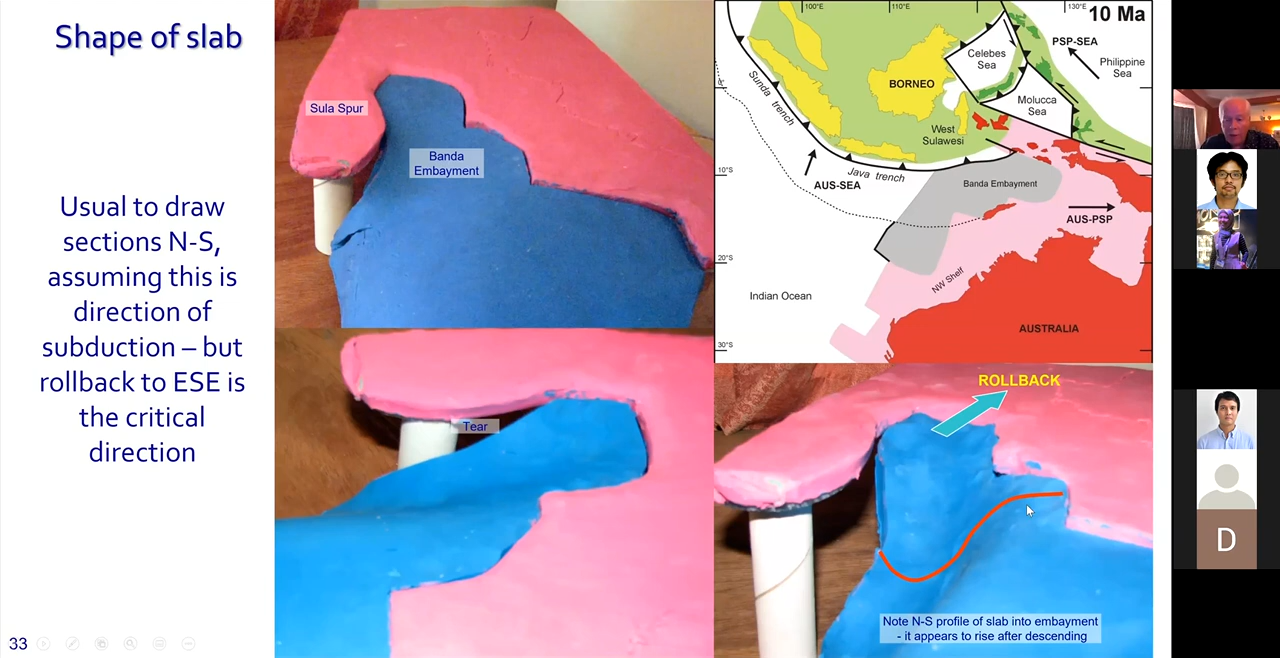 Shape of slab
Usual to draw
sections N-S,
assuming this is
direction of
subduction – but
rollback to ESE is
the critical
direction
33
Sula Spur
Banda
Embayment
Tear
100°E
110°E
130°E
10 Ma
PSP-SEA
Philippine
Sea
Celebes
Sea
BORNEO
Molucca
Sea
West
Sulawesi
Sunda trench
Java trench
AUS-SEA
10°S
Banda Embayment
AUS-PSP
20°S
NW Shelf
Indian Ocean
AUSTRALIA
30°S
ROLLBACK
Note N-S profile of slab into embayment
- it appears to rise after descending
D